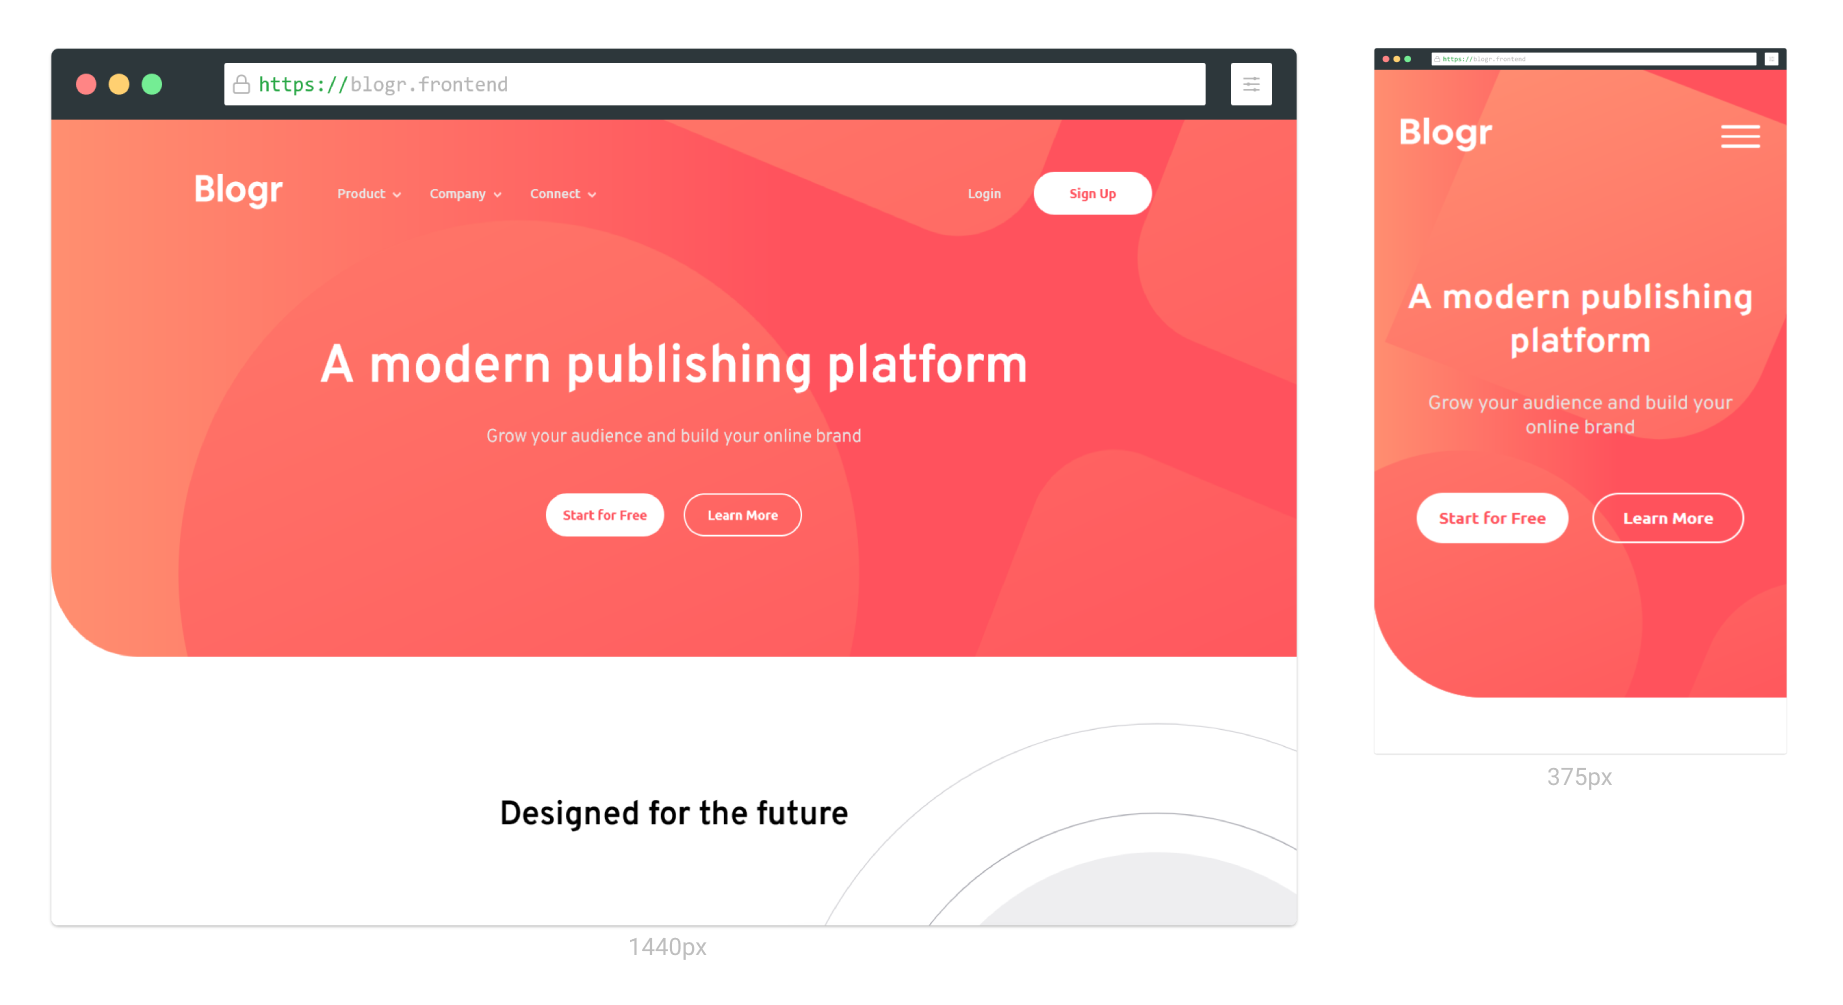 https://blogr.frontend
Blogr Product Company Connect Login Sign Up
A modern publishing platform
Grow your audience and build your online brand
Start for Free Learn More
Designed for the future
1440px
https://blogr.frontend
Blogr
A modern publishing
platform
Grow your audience and build your
online brand
Start for Free Learn More
375px